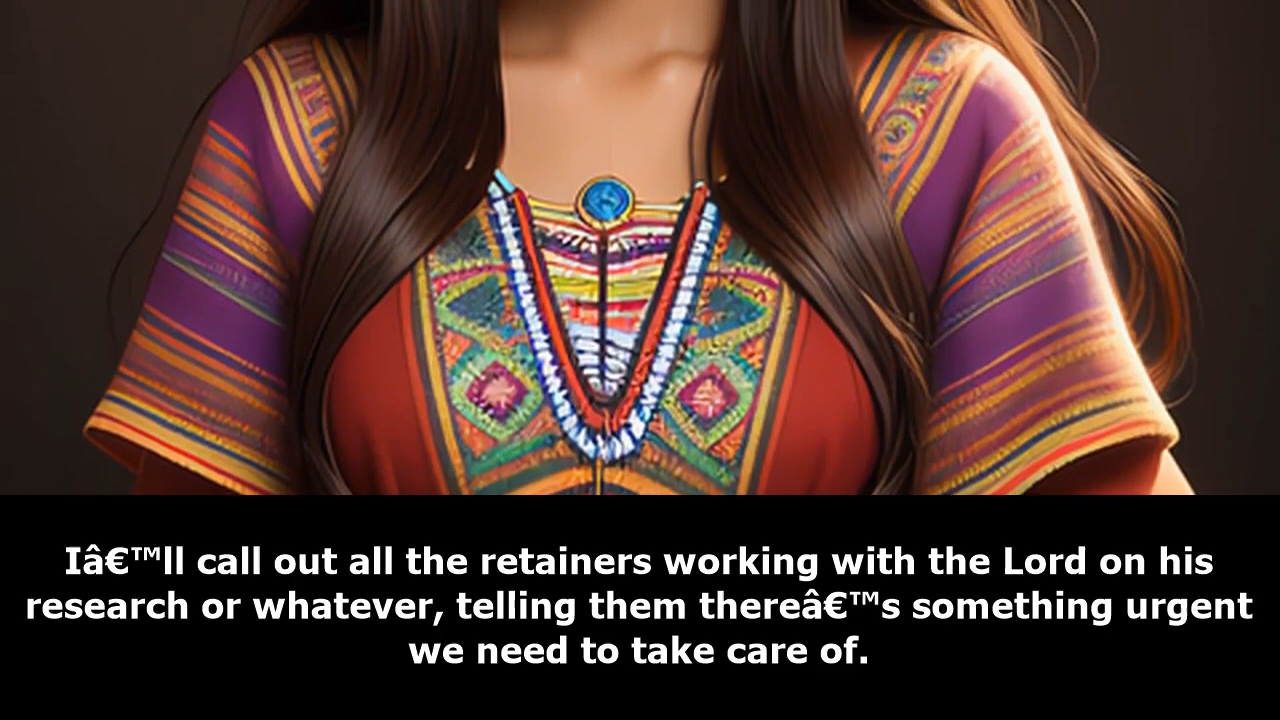 Iâ€™ll call out all the retainers working with the Lord on his
research or whatever, telling them thereâ€™s something urgent
we need to take care of.